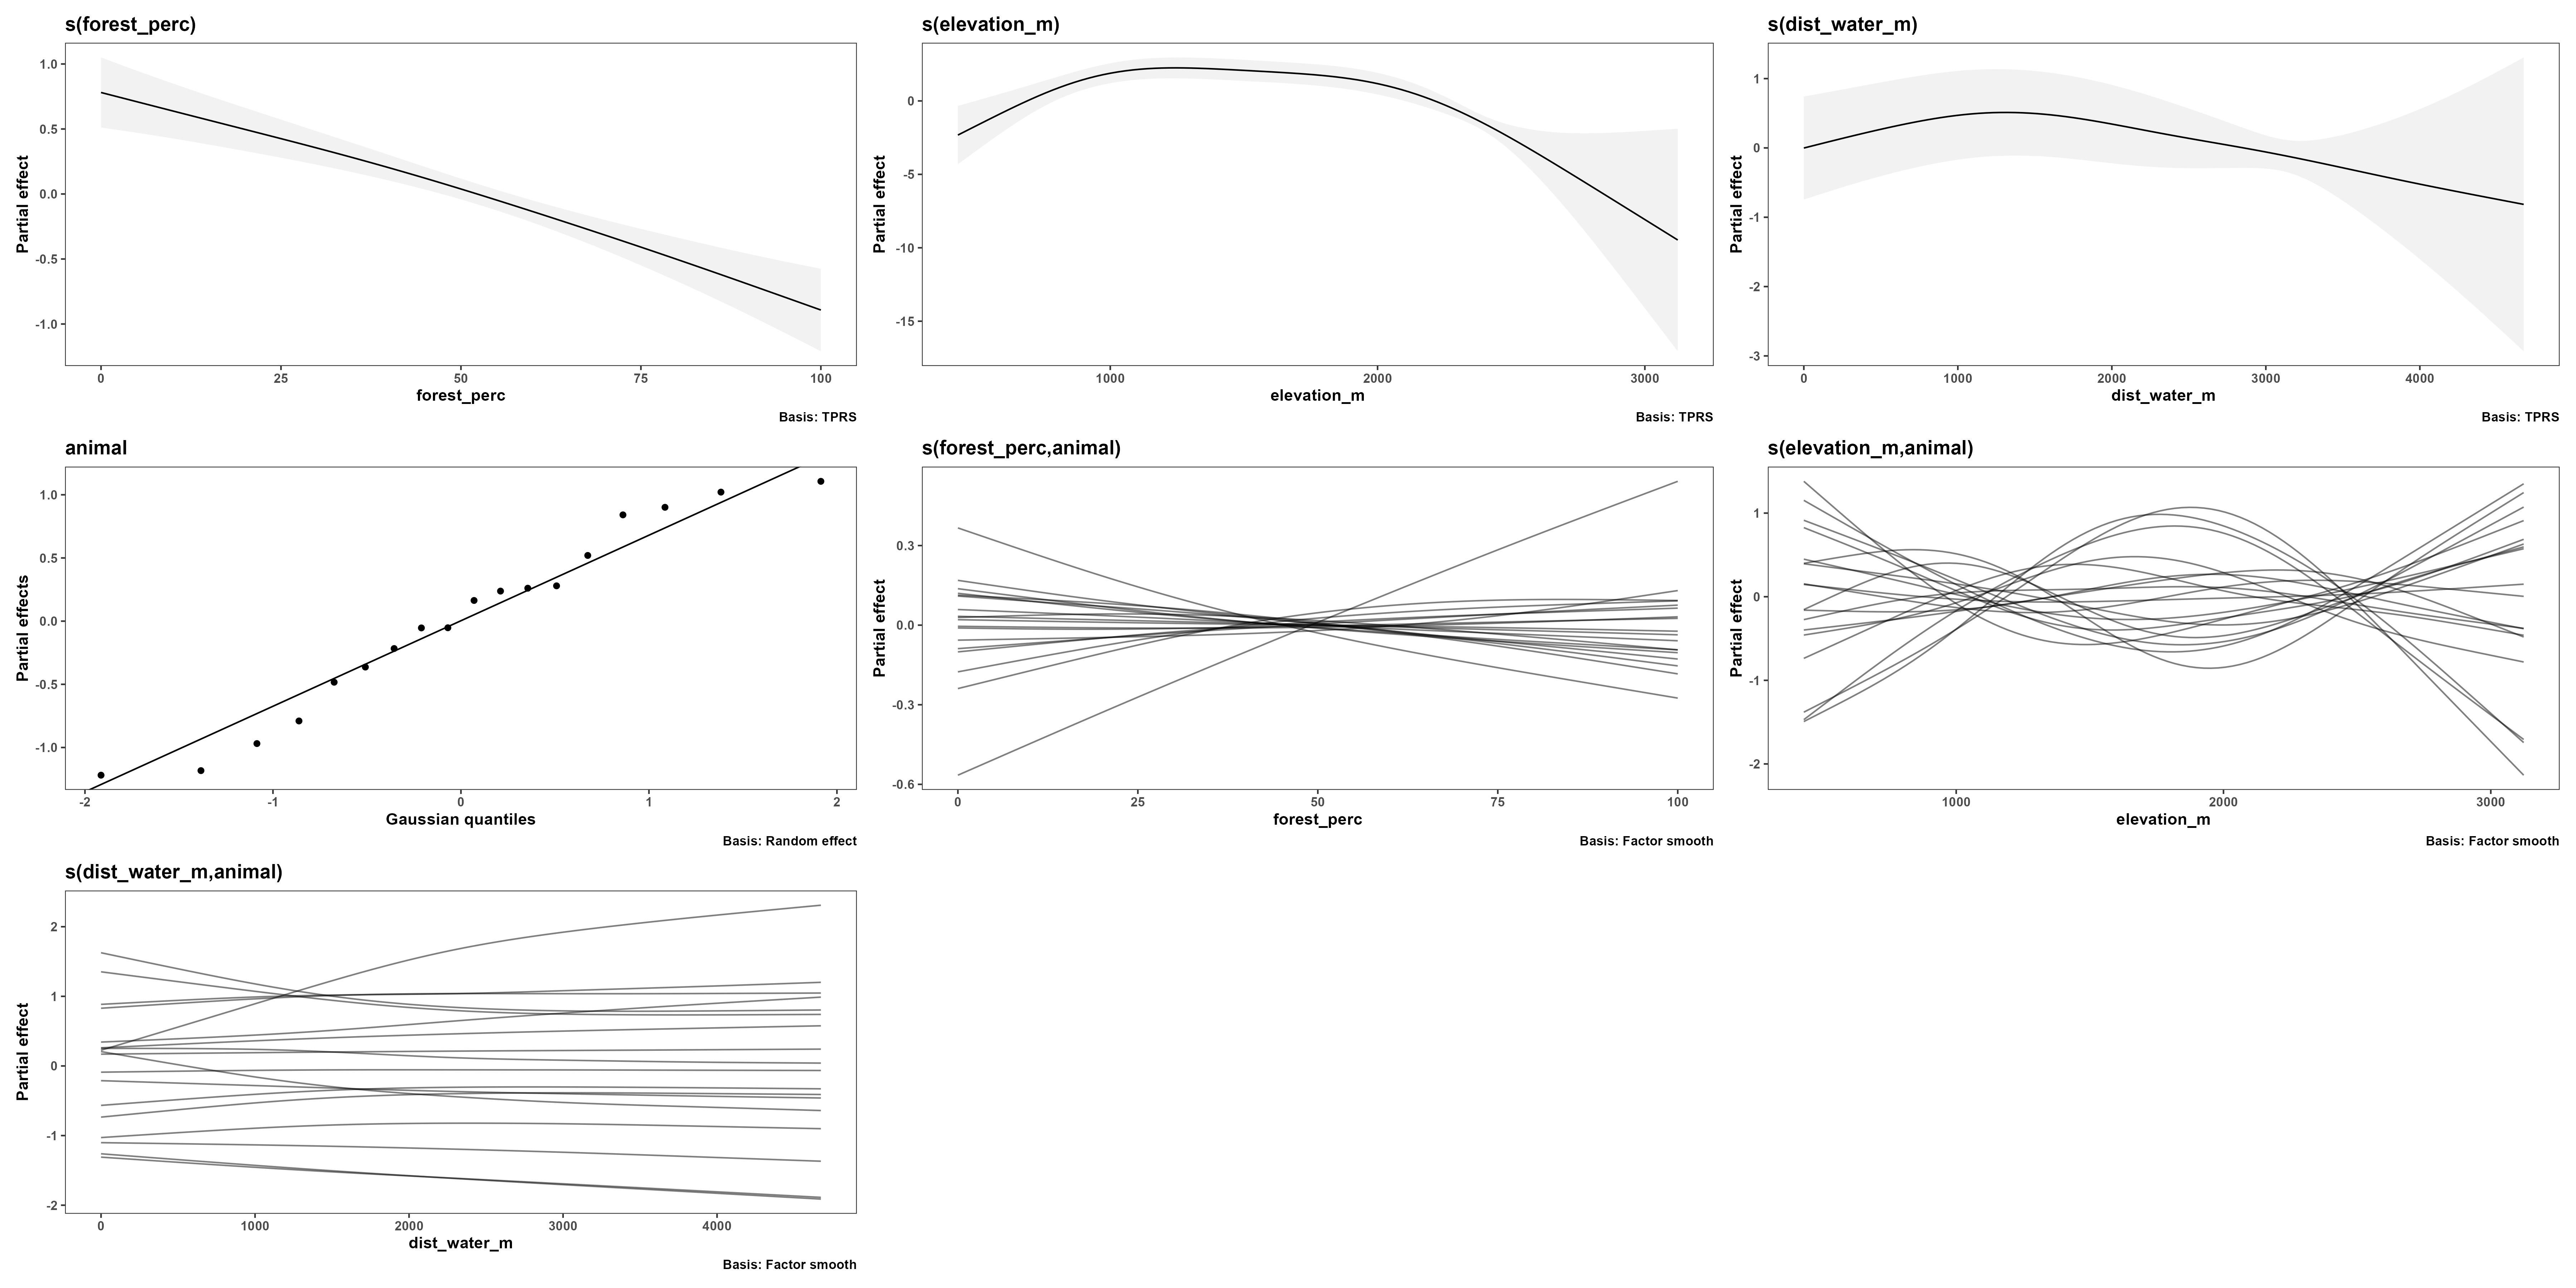 s(forest_perc)
Partial effect
1.0
0.5
0.0
-0.5
-1.0
0 25 50 75 100
forest_perc
Basis: TPRS
s(elevation_m)
Partial effect
0
-5
-10
-15
1000 2000 3000
elevation_m
Basis: TPRS
s(dist_water_m)
Partial effect
1
0
-1
-2
-3
0 1000 2000 3000 4000
dist_water_m
Basis: TPRS
animal
Partial effects
1.0
0.5
0.0
-0.5
-1.0
-2 -1 0 1 2
Gaussian quantiles
Basis: Random effect
s(forest_perc,animal)
Partial effect
0.3
0.0
-0.3
-0.6
0 25 50 75 100
forest_perc
Basis: Factor smooth
s(elevation_m,animal)
Partial effect
1
0
-1
-2
1000 2000 3000
elevation_m
Basis: Factor smooth
s(dist_water_m,animal)
Partial effect
2
1
0
-1
-2
0 1000 2000 3000 4000
dist_water_m
Basis: Factor smooth